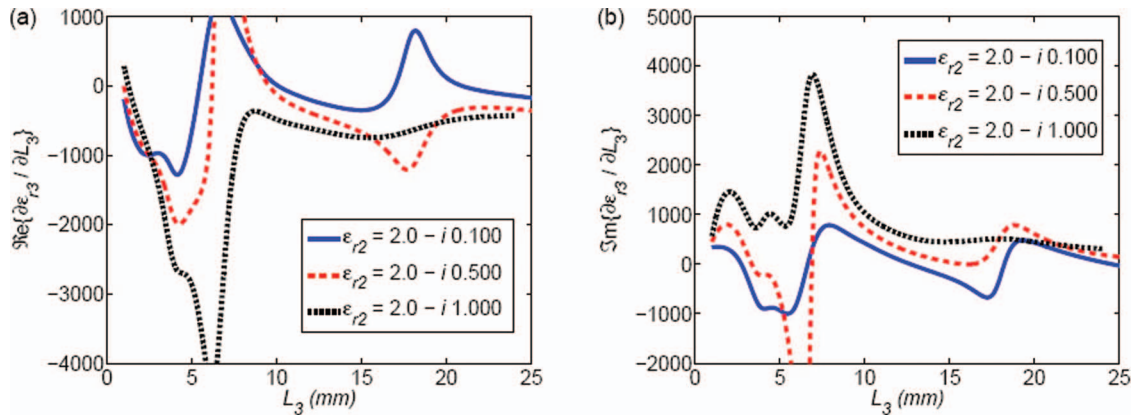 (a)
ℜe{∂ε_r3 / ∂L_3}
1000
0
−1000
−2000
−3000
−4000
0 5 10 15 20 25
L_3 (mm)
ε_r2 = 2.0 − i 0.100
ε_r2 = 2.0 − i 0.500
ε_r2 = 2.0 − i 1.000
(b)
ℑm{∂ε_r3 / ∂L_3}
5000
4000
3000
2000
1000
0
−1000
−2000
0 5 10 15 20 25
L_3 (mm)
ε_r2 = 2.0 − i 0.100
ε_r2 = 2.0 − i 0.500
ε_r2 = 2.0 − i 1.000